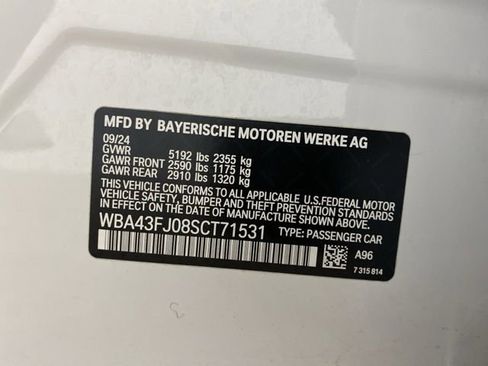 MFD BY BAYERISCHE MOTOREN WERKE AG
09/24
GVWR 5192 lbs 2355 kg
GAWR FRONT 2590 lbs 1175 kg
GAWR REAR 2910 lbs 1320 kg
THIS VEHICLE CONFORMS TO ALL APPLICABLE U.S.FEDERAL MOTOR
VEHICLE SAFETY, BUMPER, AND THEFT PREVENTION STANDARDS IN
EFFECT ON THE DATE OF MANUFACTURE SHOWN ABOVE.
WBA43FJ08SCT71531 TYPE: PASSENGER CAR
A96
7 315 814